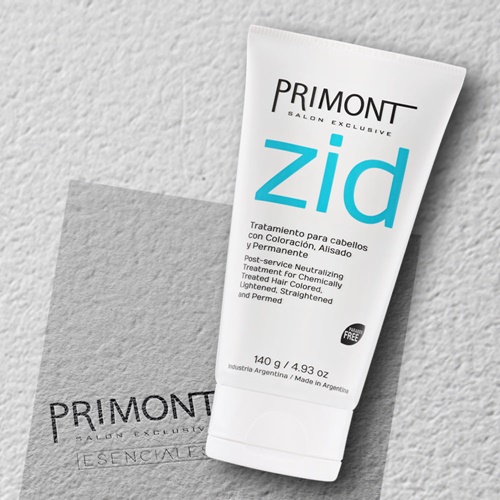 PRIMONT
SALON EXCLUSIVE
zid
Tratamiento para cabellos
con Coloración, Alisado
y Permanente
Post-service Neutralizing
Treatment for Chemically
Treated Hair Colored,
Lightened, Straightened
and Permed
PARABEN
FREE
140 g / 4.93 oz
Industria Argentina / Made in Argentina
PRIMONT
SALON EXCLUSIVE
ESENCIALES